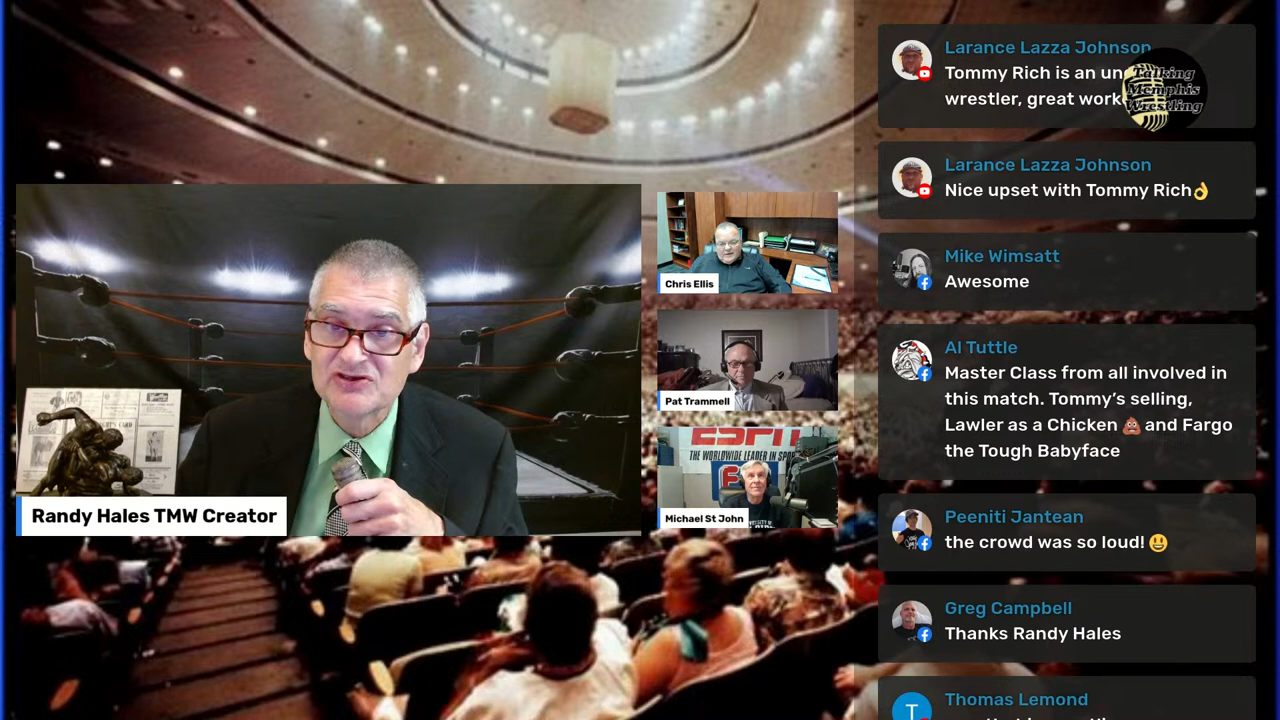 Larance Lazza Johnson
Tommy Rich is an un
wrestler, great work
Talking
Memphis
Wrestling
Larance Lazza Johnson
Nice upset with Tommy Rich👌
Mike Wimsatt
Awesome
Al Tuttle
Master Class from all involved in
this match. Tommy’s selling,
Lawler as a Chicken 💩 and Fargo
the Tough Babyface
Peeniti Jantean
the crowd was so loud! 😃
Greg Campbell
Thanks Randy Hales
Thomas Lemond
T
Randy Hales TMW Creator
Chris Ellis
Pat Trammell
ESPN
THE WORLDWIDE LEADER IN SPOR
Michael St John